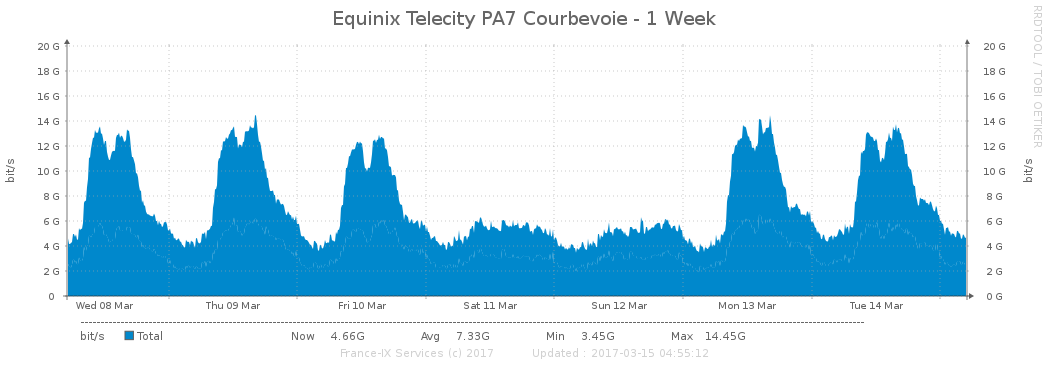 Equinix Telecity PA7 Courbevoie - 1 Week
RRDTOOL / TOBI OETIKER
20 G 20 G
18 G 18 G
16 G 16 G
14 G 14 G
12 G 12 G
10 G 10 G
8 G 8 G
6 G 6 G
4 G 4 G
2 G 2 G
0 0 G
bit/s
bit/s
Wed 08 Mar Thu 09 Mar Fri 10 Mar Sat 11 Mar Sun 12 Mar Mon 13 Mar Tue 14 Mar
bit/s Total Now 4.66G Avg 7.33G Min 3.45G Max 14.45G
France-IX Services (c) 2017 Updated : 2017-03-15 04:55:12